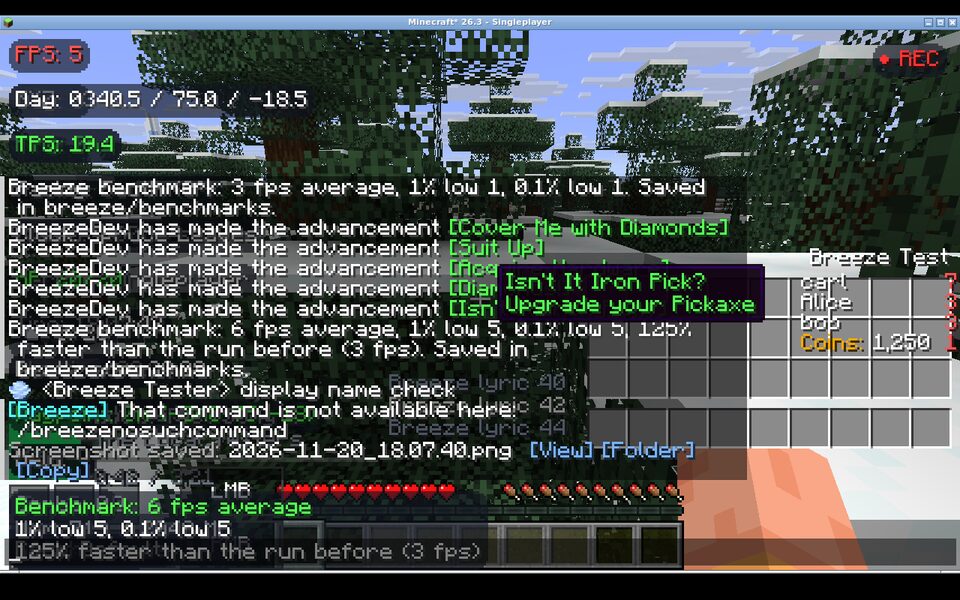 Minecraft* 26.3 - Singleplayer
FPS: 5
REC
Day: 0340.5 / 75.0 / -18.5
TPS: 19.4
Breeze benchmark: 3 fps average, 1% low 1, 0.1% low 1. Saved
in breeze/benchmarks.
BreezeDev has made the advancement [Cover Me with Diamonds]
BreezeDev has made the advancement [Suit Up]
BreezeDev has made the advancement
BreezeDev has made the advancement
BreezeDev has made the advancement [Isn'
Isn't It Iron Pick?
Upgrade your Pickaxe
Breeze benchmark: 6 fps average, 1% low 5, 0.1% low 5, 125%
faster than the run before (3 fps). Saved in
breeze/benchmarks.
<Breeze Tester> display name check
[Breeze] That command is not available here:
/breezenosuchcommand
Screenshot saved: 2026-11-20_18.07.40.png [View] [Folder]
[Copy]
Breeze Test
carl
Alice
bob
Coins: 1,250
Breeze lyric 40
42
Breeze lyric 44
LMB
Benchmark: 6 fps average
1% low 5, 0.1% low 5
125% faster than the run before (3 fps)